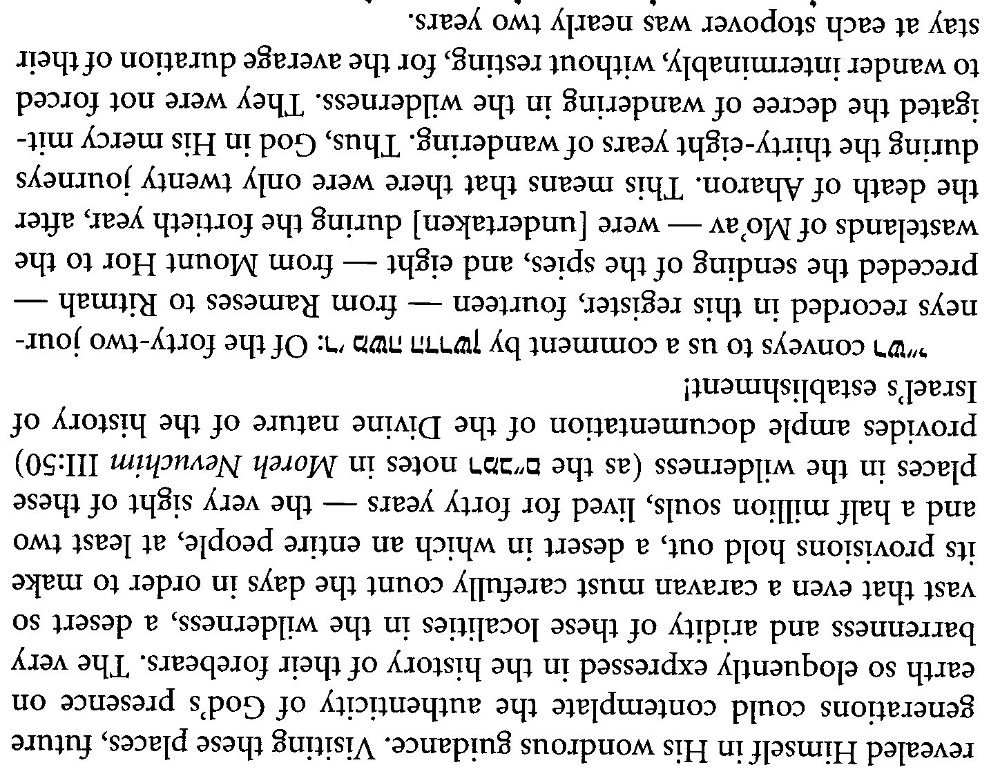 revealed Himself in His wondrous guidance. Visiting these places, future
generations could contemplate the authenticity of God's presence on
earth so eloquently expressed in the history of their forebears. The very
barrenness and aridity of these localities in the wilderness, a desert so
vast that even a caravan must carefully count the days in order to make
its provisions hold out, a desert in which an entire people, at least two
and a half million souls, lived for forty years — the very sight of these
places in the wilderness (as the רמב״ם notes in Moreh Nevuchim III:50)
provides ample documentation of the Divine nature of the history of
Israel's establishment!
רש״י conveys to us a comment by ר׳ משה הדרשן: Of the forty-two jour-
neys recorded in this register, fourteen — from Rameses to Ritmah —
preceded the sending of the spies, and eight — from Mount Hor to the
wastelands of Mo'av — were [undertaken] during the fortieth year, after
the death of Aharon. This means that there were only twenty journeys
during the thirty-eight years of wandering. Thus, God in His mercy mit-
igated the decree of wandering in the wilderness. They were not forced
to wander interminably, without resting, for the average duration of their
stay at each stopover was nearly two years.